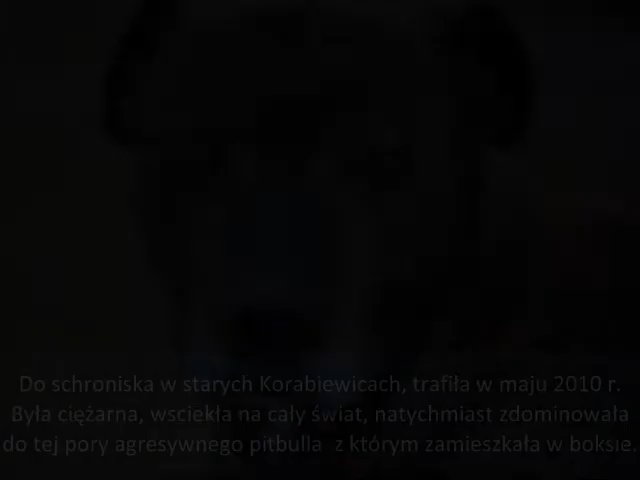 Do schroniska w starych Korabiewicach, trafiła w maju 2010 r.
Była ciężarna, wsciekła na cały świat, natychmiast zdominowała
do tej pory agresywnego pitbulla z którym zamieszkała w boksie.